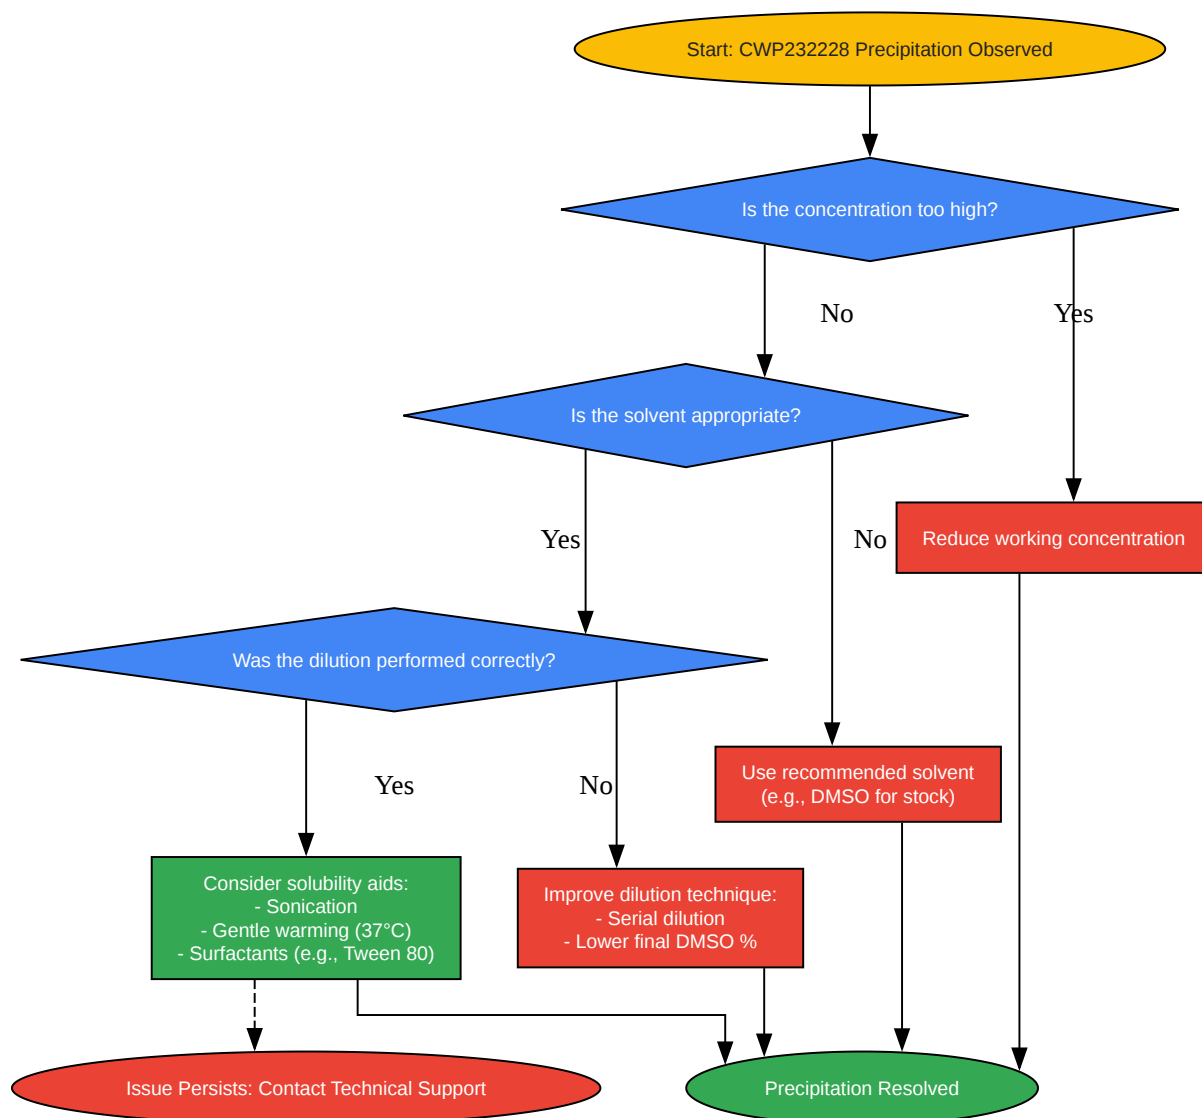 Start: CWP232228 Precipitation Observed
Is the concentration too high?
No
Yes
Is the solvent appropriate?
Yes
No
Reduce working concentration
Was the dilution performed correctly?
Yes
No
Use recommended solvent
(e.g., DMSO for stock)
Consider solubility aids:
- Sonication
- Gentle warming (37°C)
- Surfactants (e.g., Tween 80)
Improve dilution technique:
- Serial dilution
- Lower final DMSO %
Issue Persists: Contact Technical Support
Precipitation Resolved